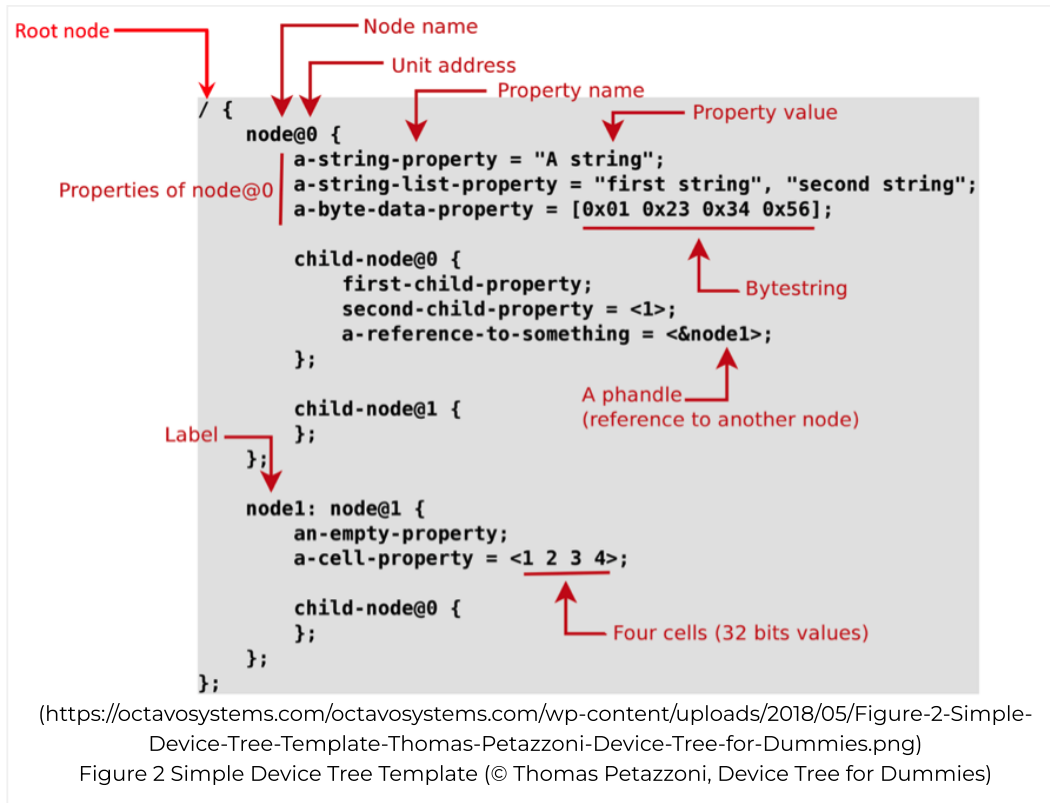 Root node
Node name
Unit address
Property name
Property value
/ {
node@0 {
Properties of node@0
a-string-property = "A string";
a-string-list-property = "first string", "second string";
a-byte-data-property = [0x01 0x23 0x34 0x56];
child-node@0 {
first-child-property;
Bytestring
second-child-property = <1>;
a-reference-to-something = <&node1>;
};
A phandle
(reference to another node)
child-node@1 {
};
Label
};
node1: node@1 {
an-empty-property;
a-cell-property = <1 2 3 4>;
child-node@0 {
};
Four cells (32 bits values)
};
};
(https://octavosystems.com/octavosystems.com/wp-content/uploads/2018/05/Figure-2-Simple-
Device-Tree-Template-Thomas-Petazzoni-Device-Tree-for-Dummies.png)
Figure 2 Simple Device Tree Template (© Thomas Petazzoni, Device Tree for Dummies)